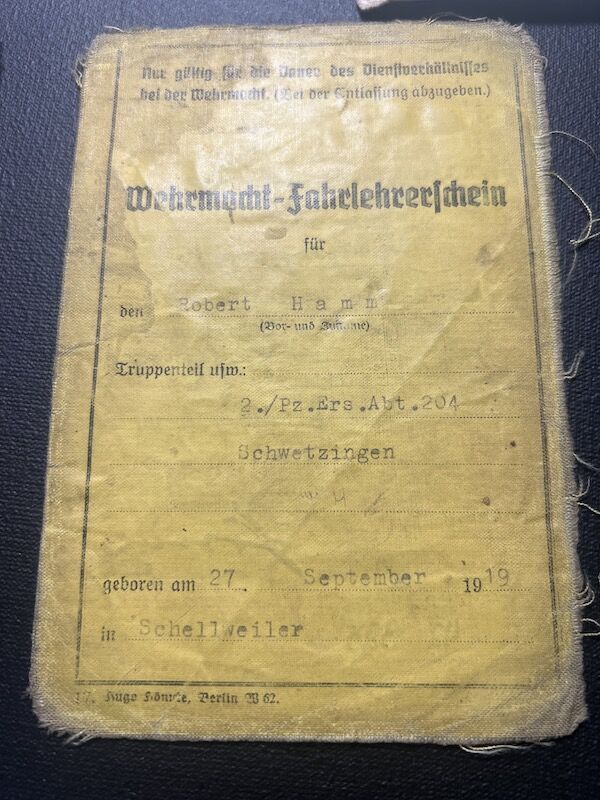 Nur gültig für die Dauer des Dienstverhältnisses
bei der Wehrmacht. (Bei der Entlassung abzugeben.)
Wehrmacht-Fahrlehrerschein
für
den Robert Hamm
(Vor- und Zuname)
Truppenteil usw.:
2./Pz.Ers.Abt.204
Schwetzingen
geboren am 27. September 1919
in Schellweiler
Hugo Hönicke, Berlin W 62.